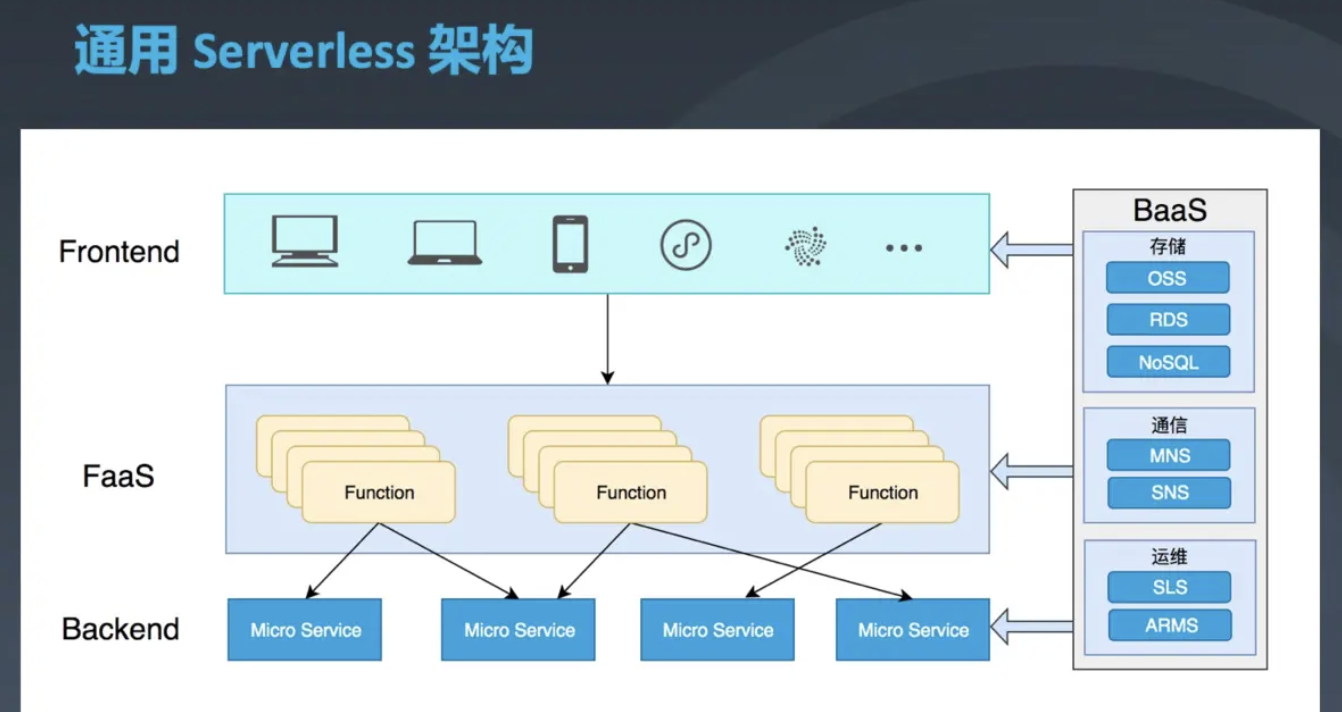 通用 Serverless 架构
Frontend
BaaS
存储
OSS
RDS
NoSQL
FaaS
Function
Function
Function
通信
MNS
SNS
Backend
Micro Service
Micro Service
Micro Service
Micro Service
运维
SLS
ARMS